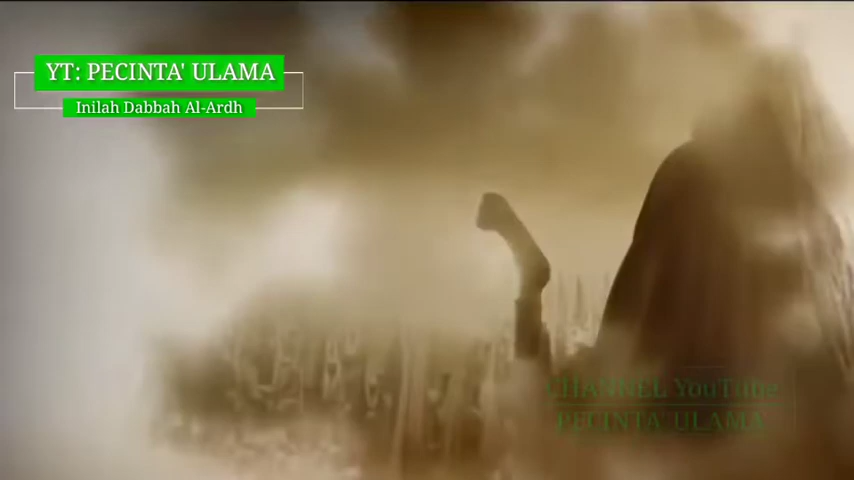 YT: PECINTA' ULAMA
Inilah Dabbah Al-Ardh
CHANNEL YouTube
PECINTA' ULAMA